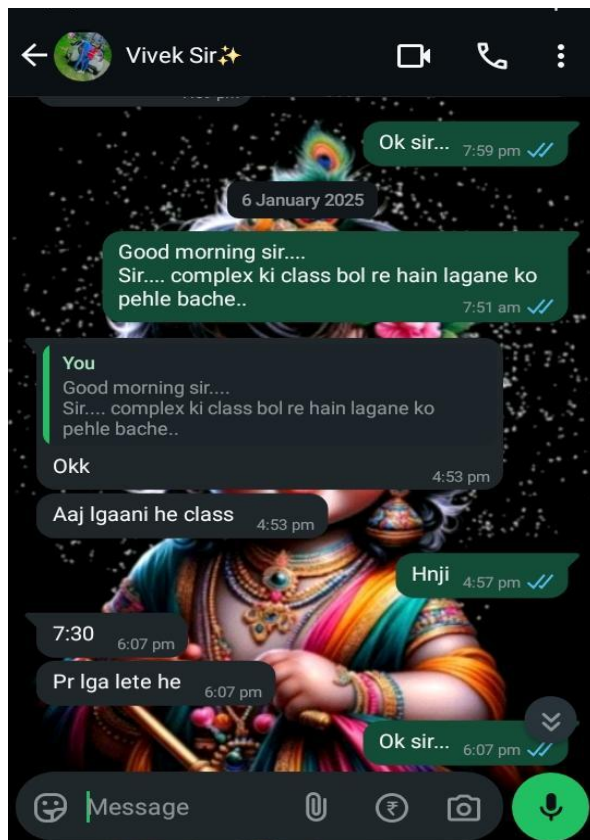 Vivek Sir✨
Ok sir... 7:59 pm
6 January 2025
Good morning sir....
Sir.... complex ki class bol re hain lagane ko
pehle bache..
7:51 am
You
Good morning sir....
Sir.... complex ki class bol re hain lagane ko
pehle bache..
Okk
4:53 pm
Aaj lgaani he class 4:53 pm
Hnji 4:57 pm
7:30 6:07 pm
Pr lga lete he 6:07 pm
Ok sir... 6:07 pm
Message